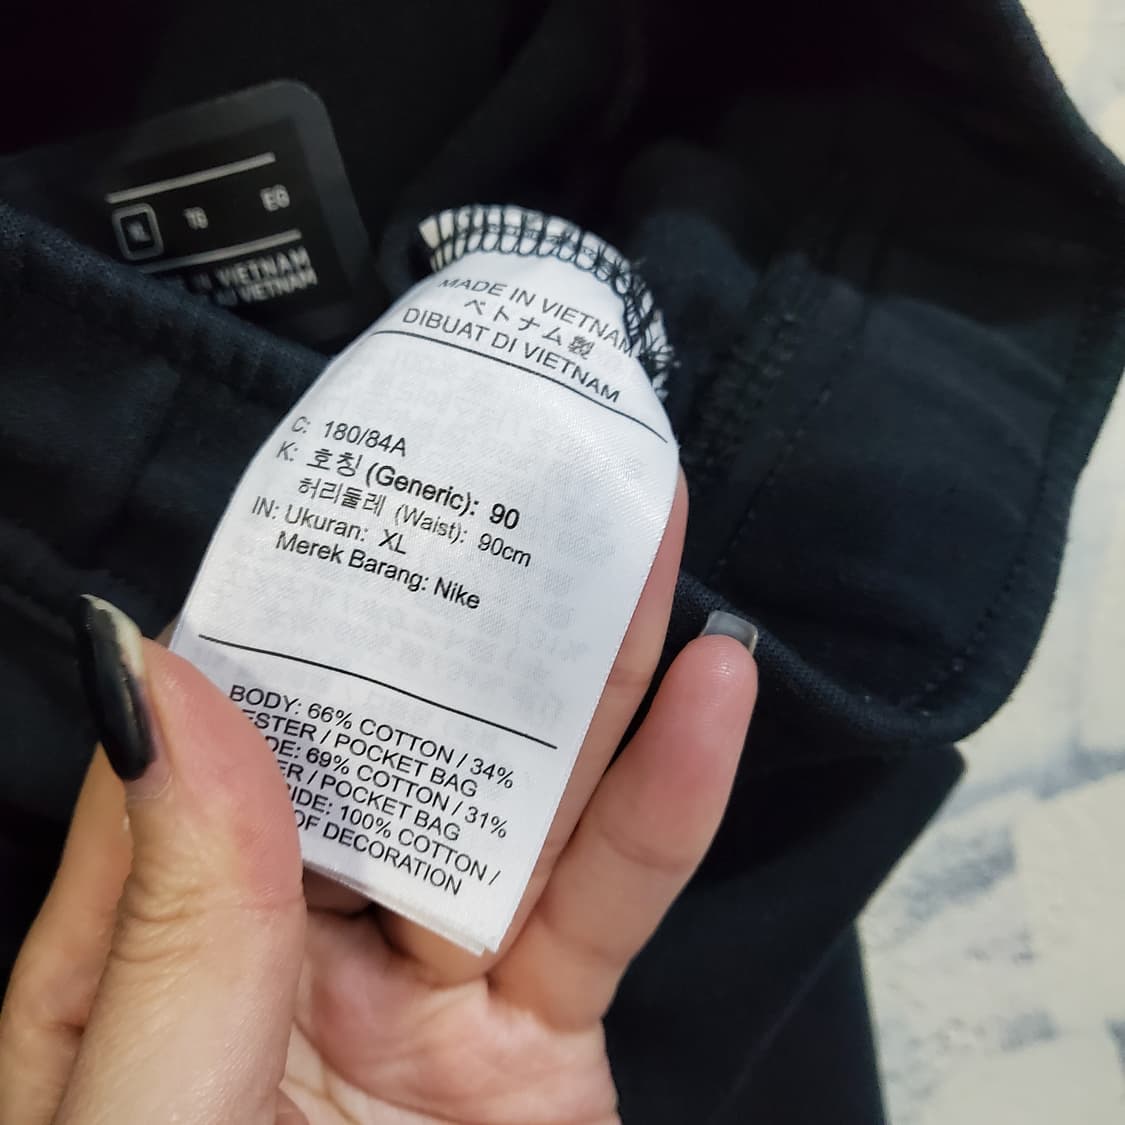 XL TG EG
IN VIETNAM
VIETNAM
MADE IN VIETNAM
ベトナム製
DIBUAT DI VIETNAM
C: 180/84A
K: 호칭 (Generic): 90
허리둘레 (Waist): 90cm
IN: Ukuran: XL
Merek Barang: Nike
BODY: 66% COTTON / 34%
ESTER / POCKET BAG
DE: 69% COTTON / 31%
ER / POCKET BAG
IDE: 100% COTTON /
OF DECORATION